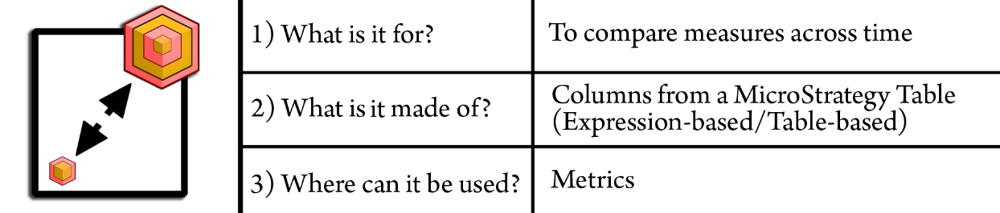 1) What is it for?
To compare measures across time
2) What is it made of?
Columns from a MicroStrategy Table
(Expression-based/Table-based)
3) Where can it be used?
Metrics